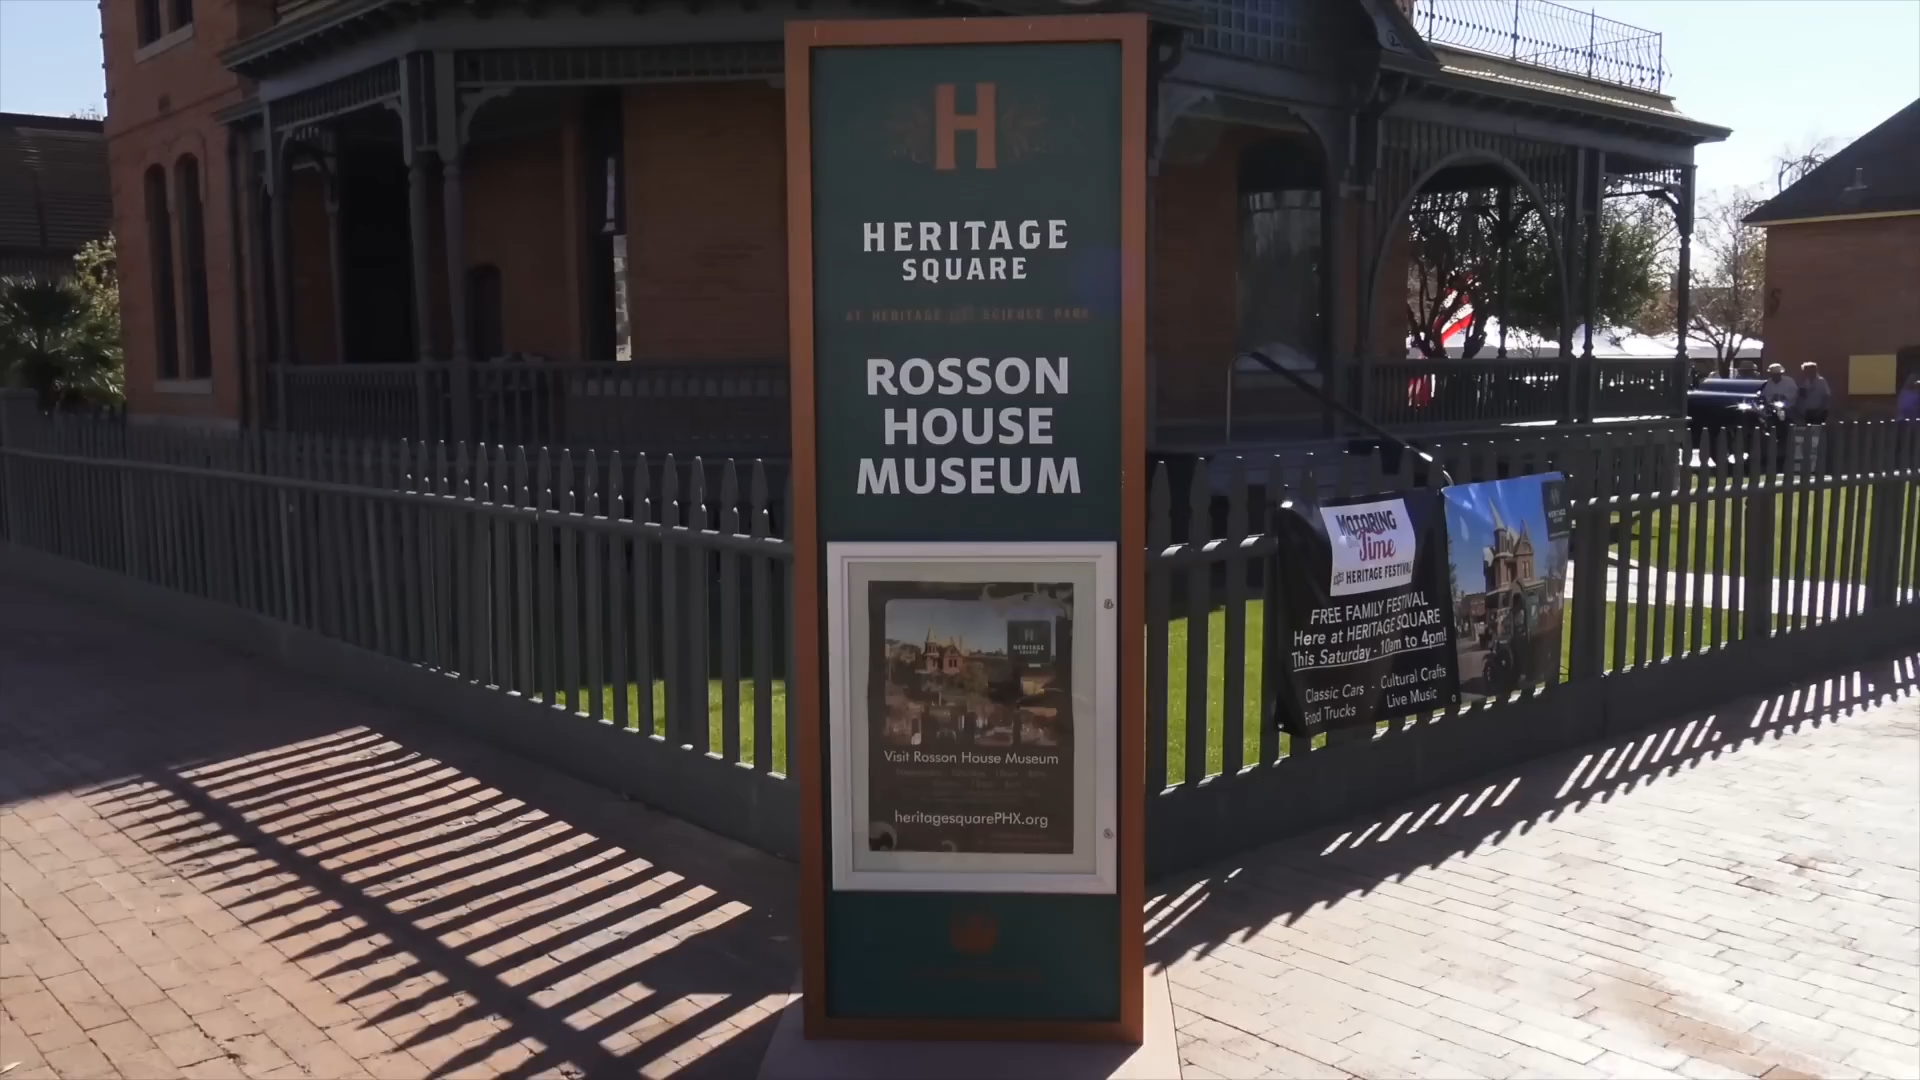 H
HERITAGE
SQUARE
AT HERITAGE AND SCIENCE PARK
ROSSON
HOUSE
MUSEUM
HERITAGE
SQUARE
Visit Rosson House Museum
heritagesquarePHX.org
MOTORING
Thru Time
HERITAGE FESTIVAL
FREE FAMILY FESTIVAL
Here at HERITAGE SQUARE
This Saturday - 10am to 4pm!
Classic Cars - Cultural Crafts
Food Trucks - Live Music